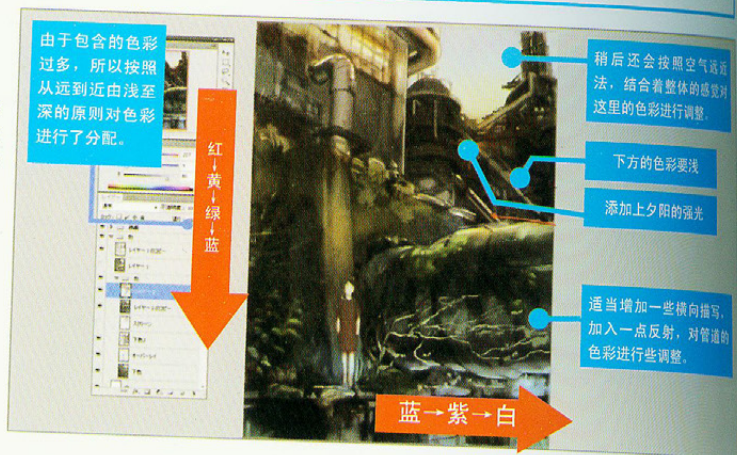 由于包含的色彩
过多，所以按照
从远到近由浅至
深的原则对色彩
进行了分配。
红→黄→绿→蓝
稍后还会按照空气远近
法，结合着整体的感觉对
这里的色彩进行调整。
下方的色彩要浅
添加上夕阳的强光
适当增加一些横向描写，
加入一点反射，对管道的
色彩进行些调整。
蓝→紫→白